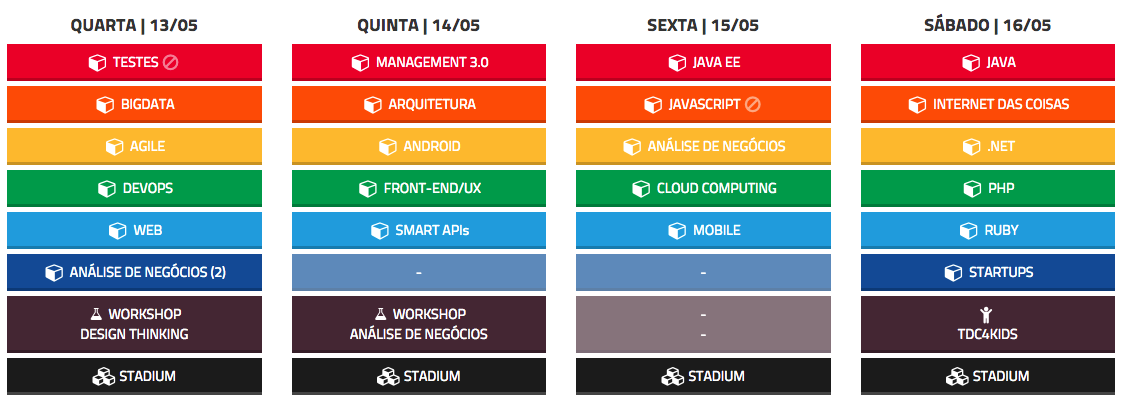 QUARTA | 13/05
TESTES
BIGDATA
AGILE
DEVOPS
WEB
ANÁLISE DE NEGÓCIOS (2)
WORKSHOP
DESIGN THINKING
STADIUM
QUINTA | 14/05
MANAGEMENT 3.0
ARQUITETURA
ANDROID
FRONT-END/UX
SMART APIs
-
WORKSHOP
ANÁLISE DE NEGÓCIOS
STADIUM
SEXTA | 15/05
JAVA EE
JAVASCRIPT
ANÁLISE DE NEGÓCIOS
CLOUD COMPUTING
MOBILE
-
-
-
STADIUM
SÁBADO | 16/05
JAVA
INTERNET DAS COISAS
.NET
PHP
RUBY
STARTUPS
TDC4KIDS
STADIUM